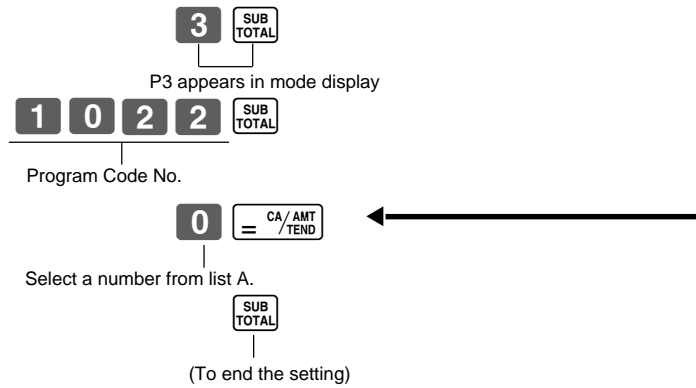 3 SUB TOTAL
P3 appears in mode display
1 0 2 2 SUB TOTAL
Program Code No.
0 = CA/AMT/TEND
Select a number from list A.
SUB TOTAL
(To end the setting)